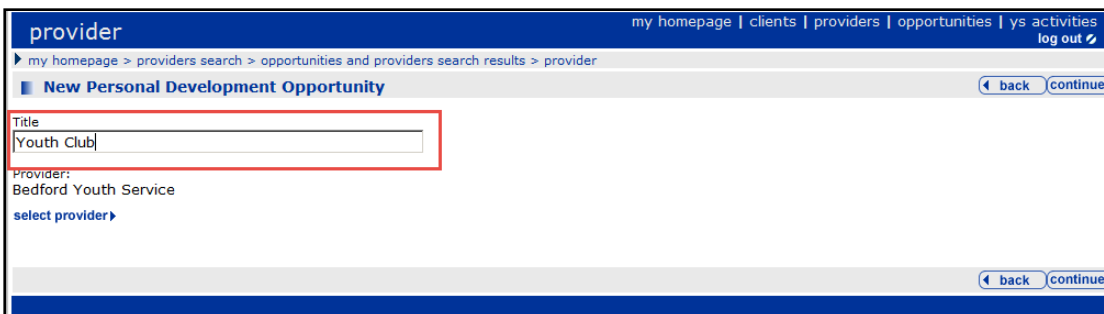 provider
my homepage | clients | providers | opportunities | ys activities
log out
my homepage > providers search > opportunities and providers search results > provider
New Personal Development Opportunity
back continue
Title
Youth Club
Provider:
Bedford Youth Service
select provider
back continue